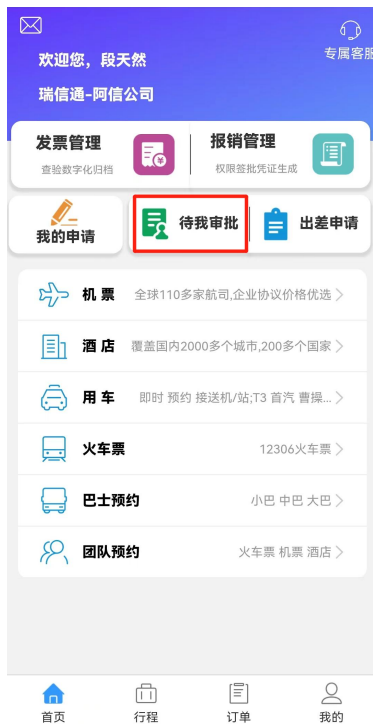 专属客服
欢迎您，段天然
瑞信通-阿信公司
发票管理
查验数字化归档
报销管理
权限签批凭证生成
我的申请
待我审批
出差申请
机票 全球110多家航司,企业协议价格优选
酒店 覆盖国内2000多个城市,200多个国家
用车 即时 预约 接送机/站;T3 首汽 曹操...
火车票 12306火车票
巴士预约 小巴 中巴 大巴
团队预约 火车票 机票 酒店
首页 行程 订单 我的